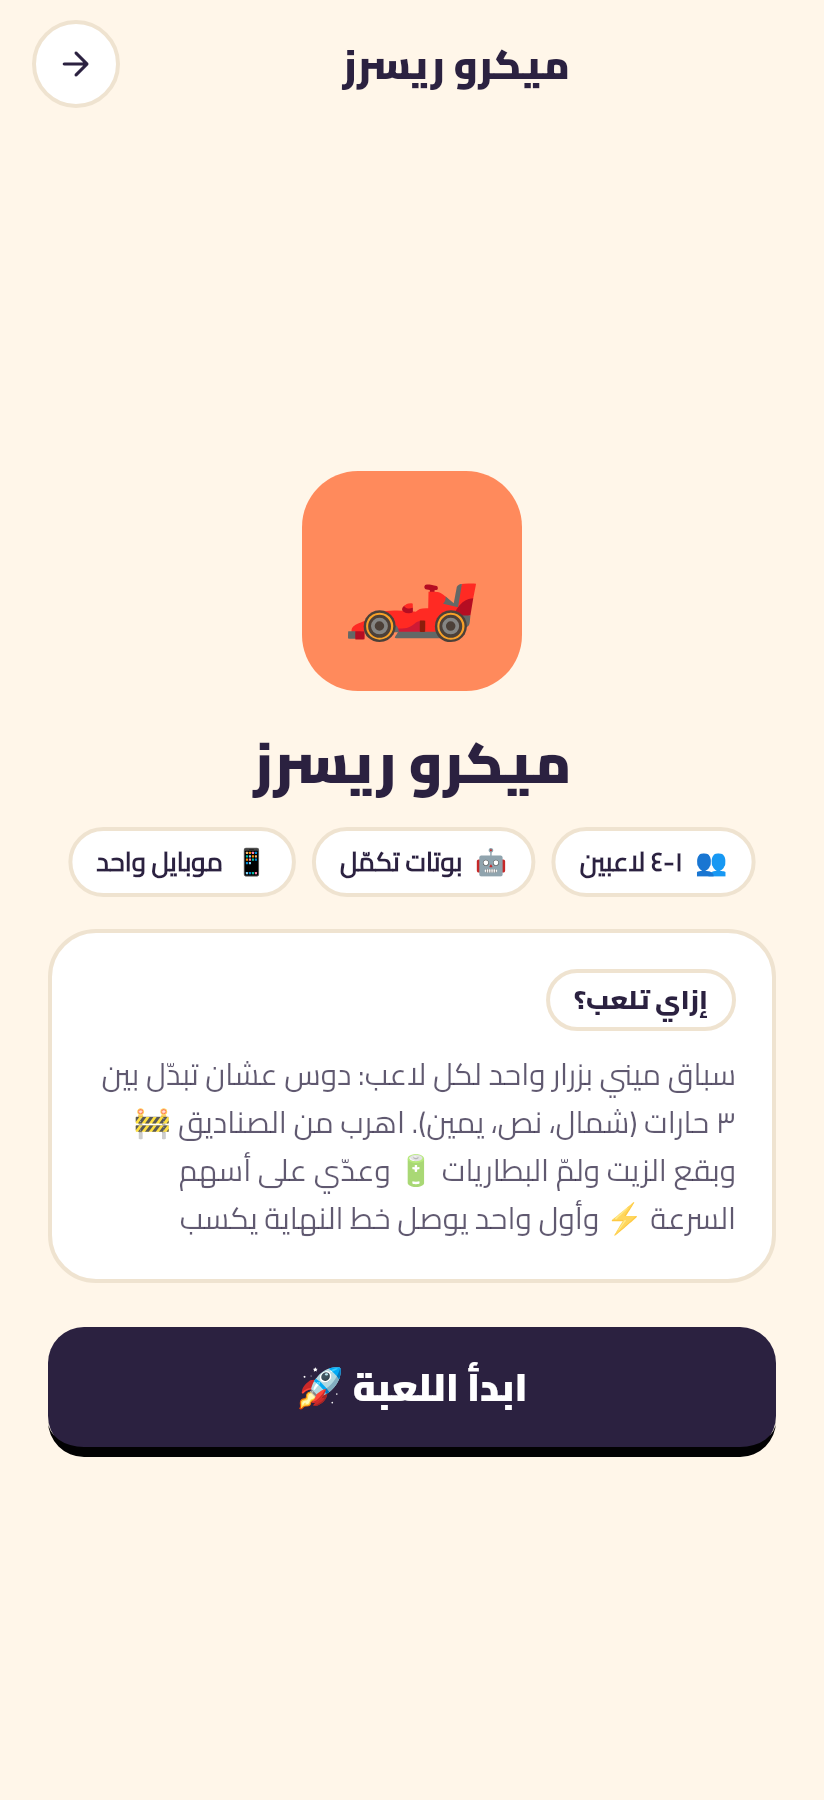 ميكرو ريسرز
ميكرو ريسرز
👥 ١-٤ لاعبين
🤖 بوتات تكمّل
📱 موبايل واحد
إزاي تلعب؟
سباق ميني بزرار واحد لكل لاعب: دوس عشان تبدّل بين
٣ حارات (شمال، نص، يمين). اهرب من الصناديق 🚧
وبقع الزيت ولمّ البطاريات 🔋 وعدّي على أسهم
السرعة ⚡ وأول واحد يوصل خط النهاية يكسب
ابدأ اللعبة 🚀